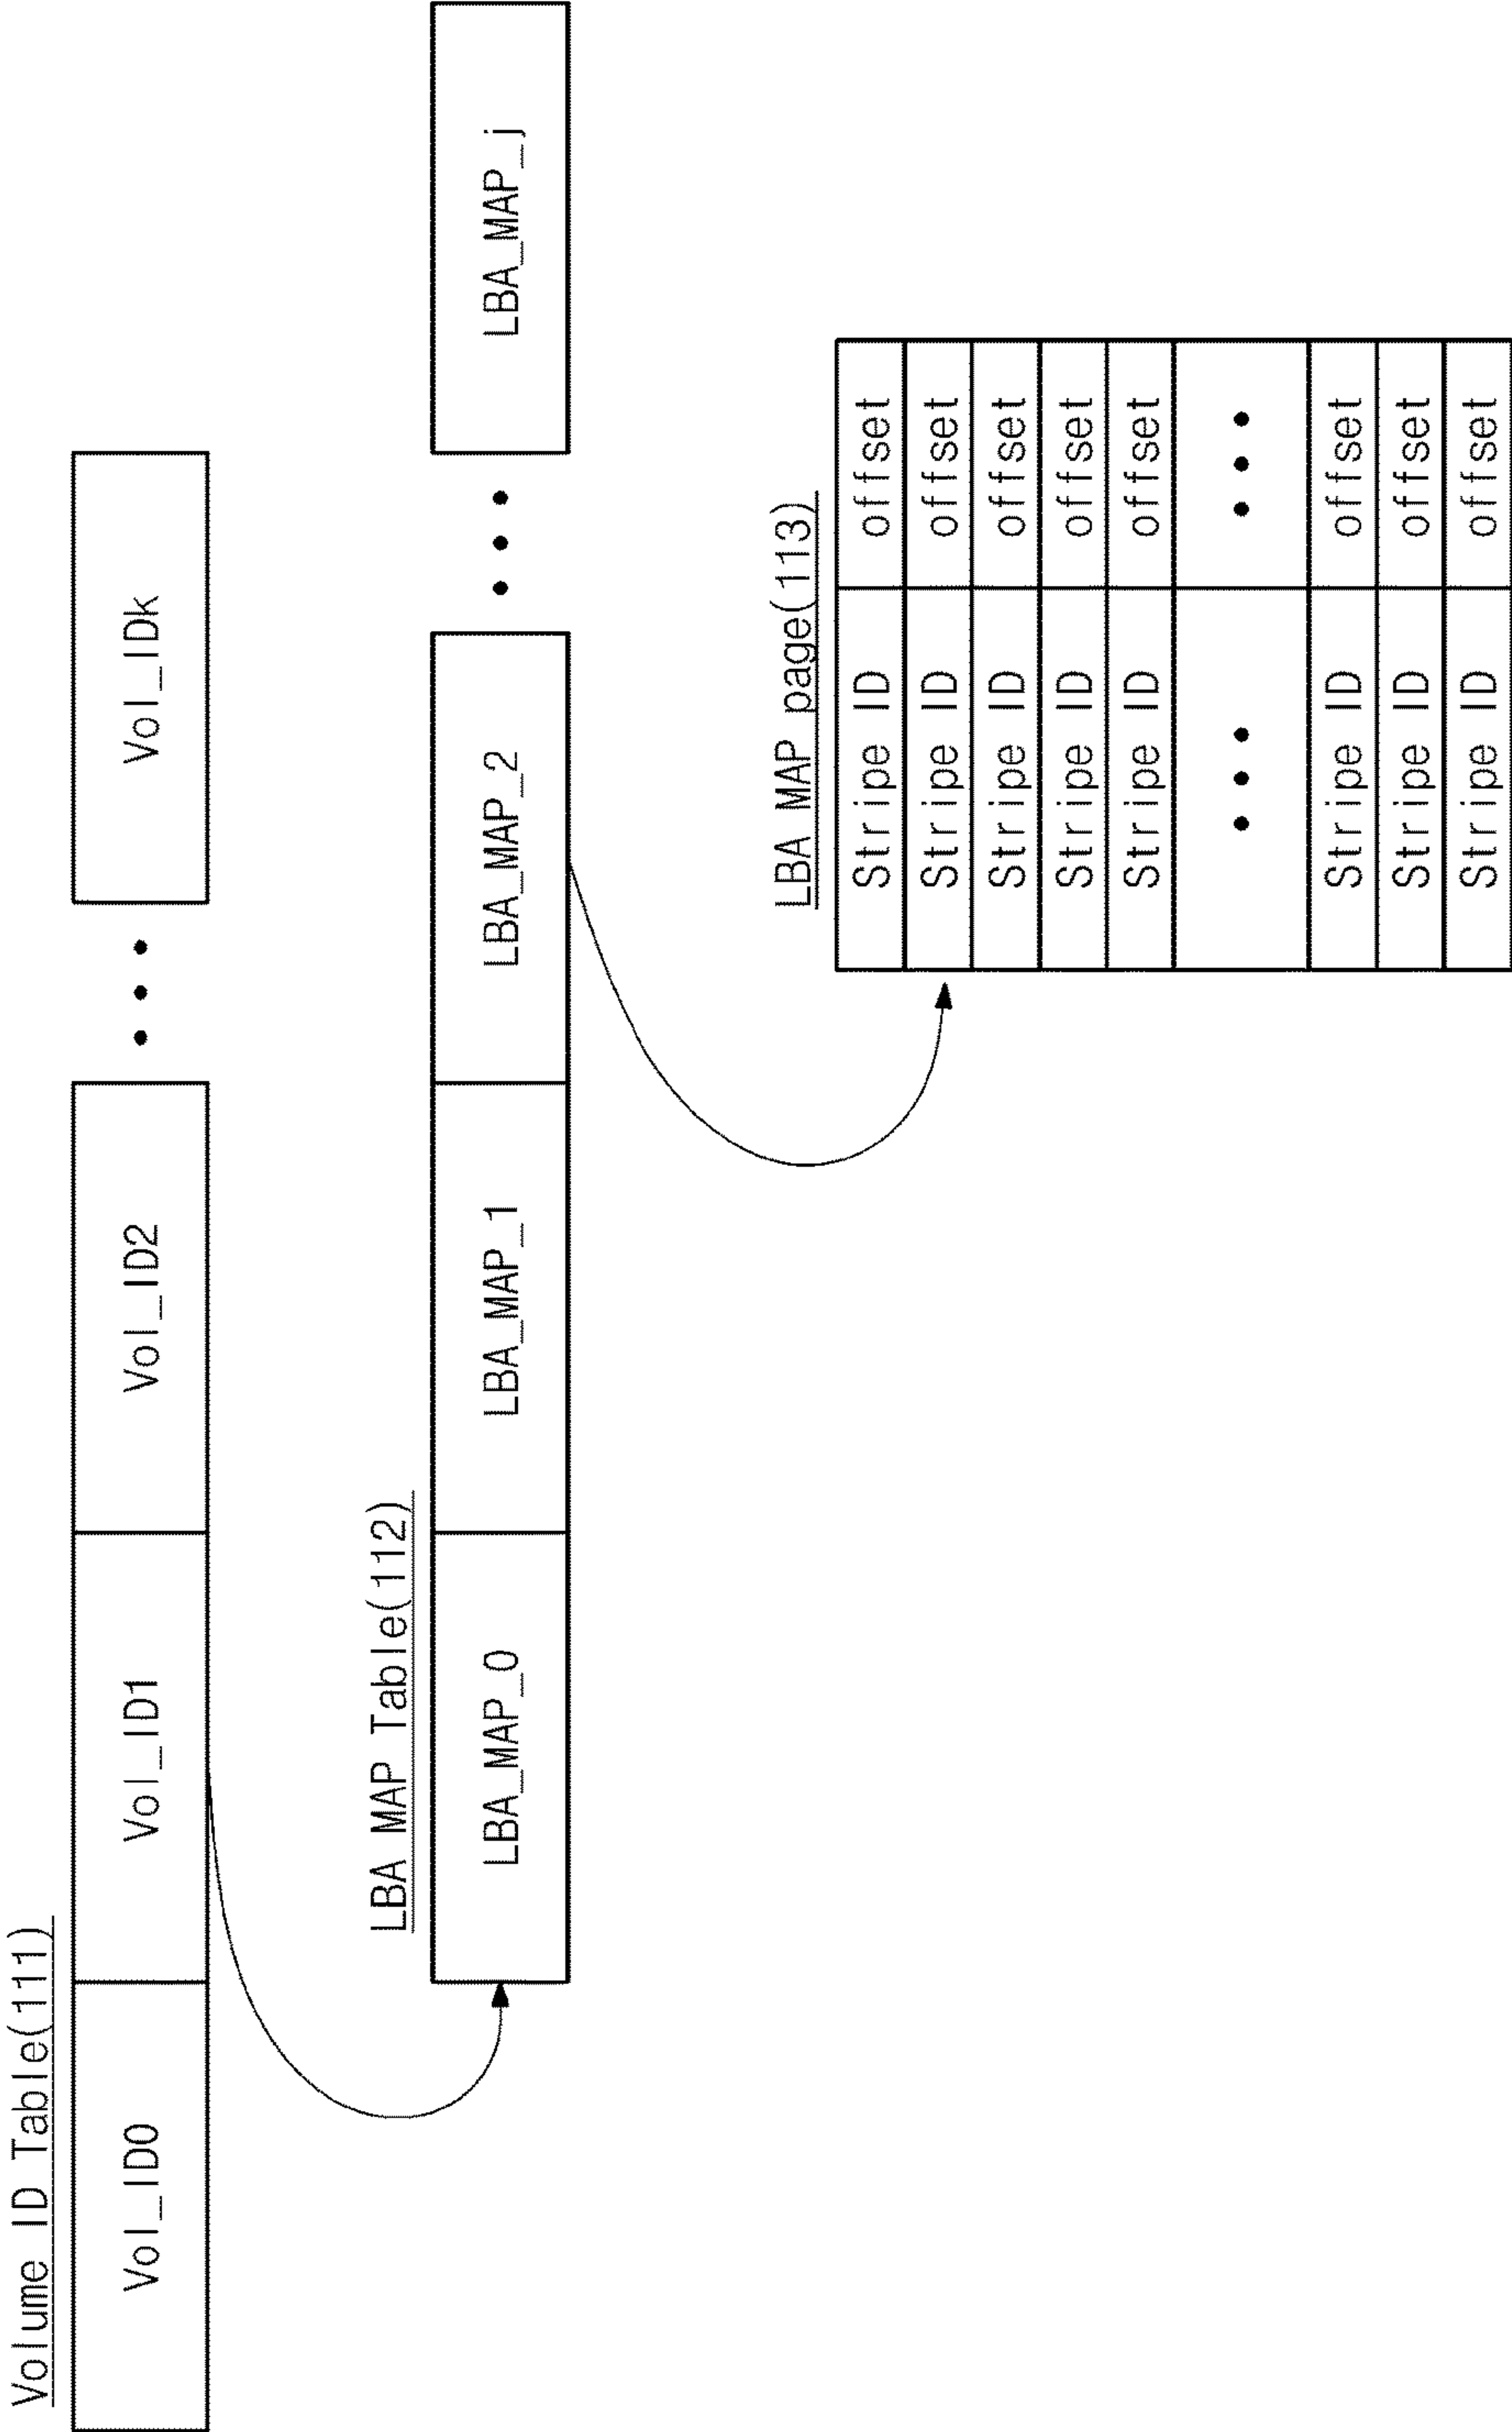 Volume ID Table(111)
Vol_ID0 Vol_ID1 Vol_ID2 ••• Vol_IDk
LBA MAP Table(112)
LBA_MAP_0 LBA_MAP_1 LBA_MAP_2 ••• LBA_MAP_j
LBA MAP page(113)
Stripe ID offset
Stripe ID offset
Stripe ID offset
Stripe ID offset
Stripe ID offset
••• •••
Stripe ID offset
Stripe ID offset
Stripe ID offset